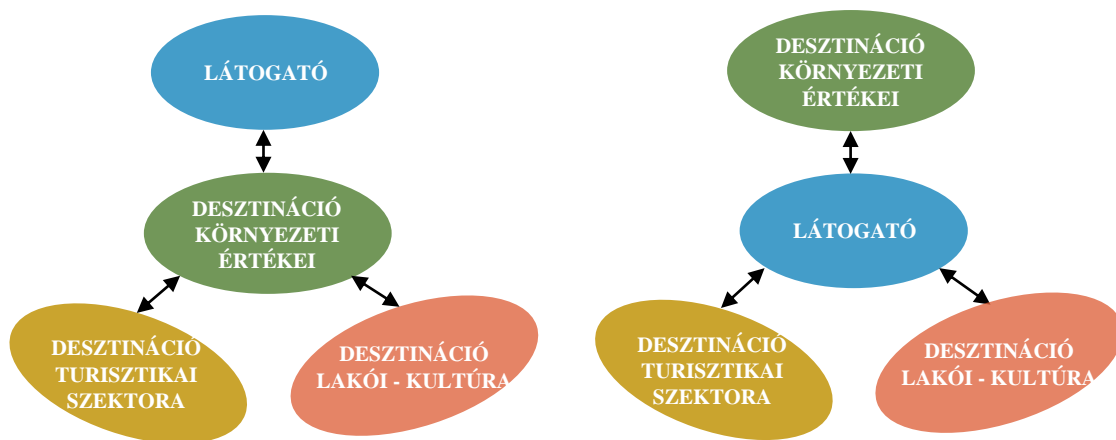 LÁTOGATÓ
DESZTINÁCIÓ
KÖRNYEZETI
ÉRTÉKEI
DESZTINÁCIÓ
TURISZTIKAI
SZEKTORA
DESZTINÁCIÓ
LAKÓI - KULTÚRA
DESZTINÁCIÓ
KÖRNYEZETI
ÉRTÉKEI
LÁTOGATÓ
DESZTINÁCIÓ
TURISZTIKAI
SZEKTORA
DESZTINÁCIÓ
LAKÓI - KULTÚRA